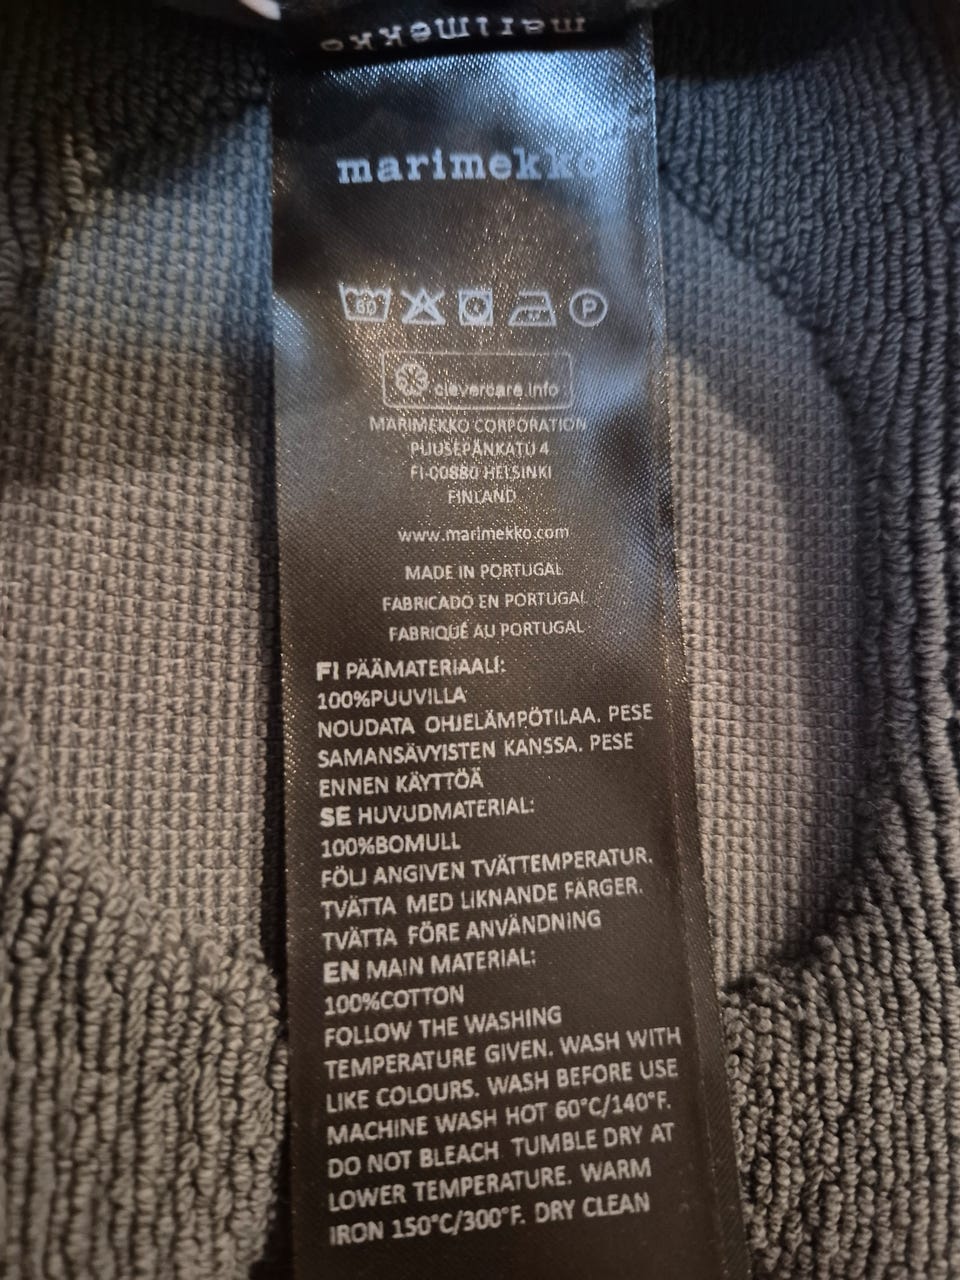 marimekko
marimekko
60 P
clevercare.info
MARIMEKKO CORPORATION
PUUSEPÄNKATU 4
FI-00880 HELSINKI
FINLAND
www.marimekko.com
MADE IN PORTUGAL
FABRICADO EN PORTUGAL
FABRIQUÉ AU PORTUGAL
FI PÄÄMATERIAALI:
100%PUUVILLA
NOUDATA OHJELÄMPÖTILAA. PESE
SAMANSÄVYISTEN KANSSA. PESE
ENNEN KÄYTTÖÄ
SE HUVUDMATERIAL:
100%BOMULL
FÖLJ ANGIVEN TVÄTTEMPERATUR.
TVÄTTA MED LIKNANDE FÄRGER.
TVÄTTA FÖRE ANVÄNDNING
EN MAIN MATERIAL:
100%COTTON
FOLLOW THE WASHING
TEMPERATURE GIVEN. WASH WITH
LIKE COLOURS. WASH BEFORE USE
MACHINE WASH HOT 60°C/140°F.
DO NOT BLEACH TUMBLE DRY AT
LOWER TEMPERATURE. WARM
IRON 150°C/300°F. DRY CLEAN